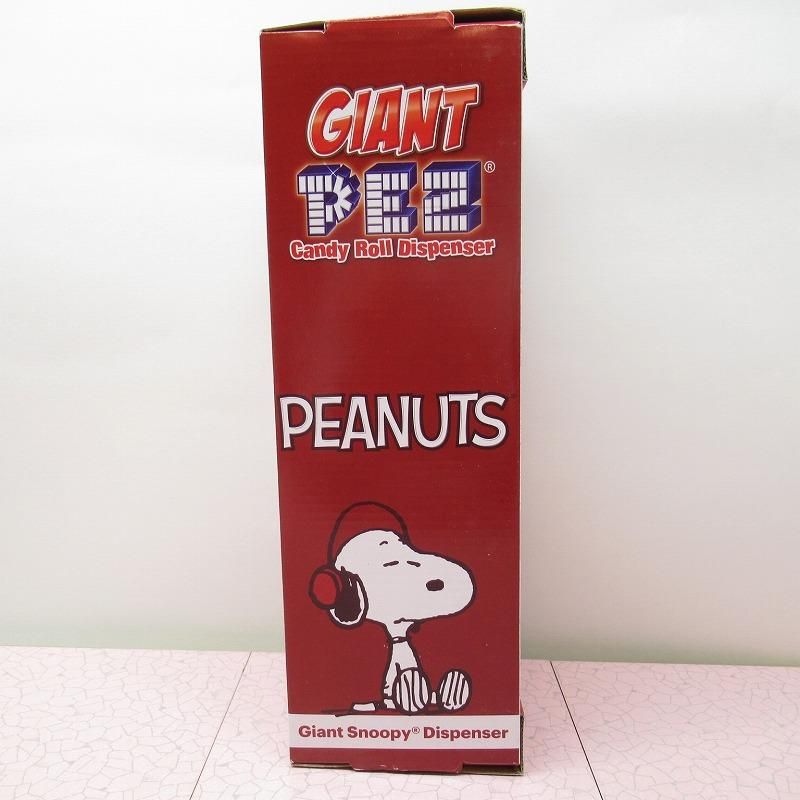 GIANT
PEZ®
Candy Roll Dispenser
PEANUTS
Giant Snoopy® Dispenser